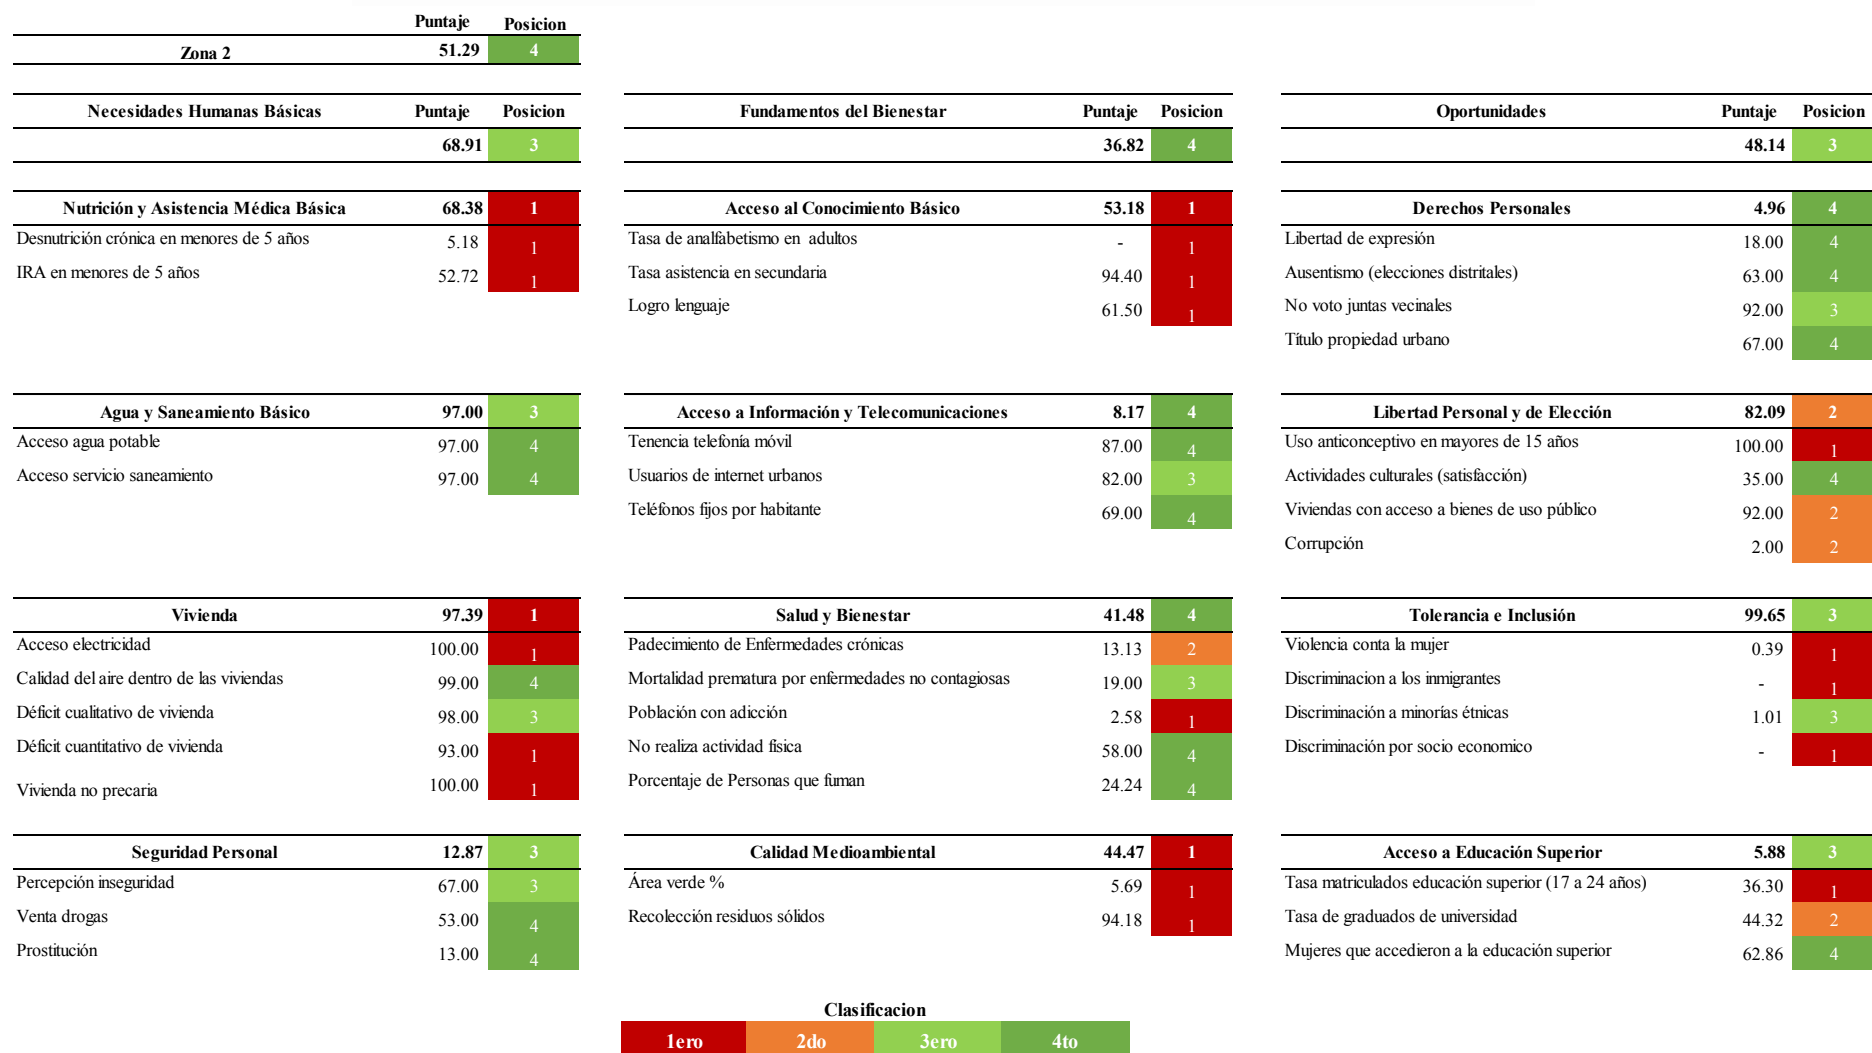 Puntaje Posicion
Zona 2 51.29 4
Necesidades Humanas Básicas Puntaje Posicion
68.91 3
Nutrición y Asistencia Médica Básica 68.38 1
Desnutrición crónica en menores de 5 años 5.18 1
IRA en menores de 5 años 52.72 1
Agua y Saneamiento Básico 97.00 3
Acceso agua potable 97.00 4
Acceso servicio saneamiento 97.00 4
Vivienda 97.39 1
Acceso electricidad 100.00 1
Calidad del aire dentro de las viviendas 99.00 4
Déficit cualitativo de vivienda 98.00 3
Déficit cuantitativo de vivienda 93.00 1
Vivienda no precaria 100.00 1
Seguridad Personal 12.87 3
Percepción inseguridad 67.00 3
Venta drogas 53.00 4
Prostitución 13.00 4
Fundamentos del Bienestar Puntaje Posicion
36.82 4
Acceso al Conocimiento Básico 53.18 1
Tasa de analfabetismo en adultos - 1
Tasa asistencia en secundaria 94.40 1
Logro lenguaje 61.50 1
Acceso a Información y Telecomunicaciones 8.17 4
Tenencia telefonía móvil 87.00 4
Usuarios de internet urbanos 82.00 3
Teléfonos fijos por habitante 69.00 4
Salud y Bienestar 41.48 4
Padecimiento de Enfermedades crónicas 13.13 2
Mortalidad prematura por enfermedades no contagiosas 19.00 3
Población con adicción 2.58 1
No realiza actividad física 58.00 4
Porcentaje de Personas que fuman 24.24 4
Calidad Medioambiental 44.47 1
Área verde % 5.69 1
Recolección residuos sólidos 94.18 1
Oportunidades Puntaje Posicion
48.14 3
Derechos Personales 4.96 4
Libertad de expresión 18.00 4
Ausentismo (elecciones distritales) 63.00 4
No voto juntas vecinales 92.00 3
Título propiedad urbano 67.00 4
Libertad Personal y de Elección 82.09 2
Uso anticonceptivo en mayores de 15 años 100.00 1
Actividades culturales (satisfacción) 35.00 4
Viviendas con acceso a bienes de uso público 92.00 2
Corrupción 2.00 2
Tolerancia e Inclusión 99.65 3
Violencia conta la mujer 0.39 1
Discriminacion a los inmigrantes - 1
Discriminación a minorías étnicas 1.01 3
Discriminación por socio economico - 1
Acceso a Educación Superior 5.88 3
Tasa matriculados educación superior (17 a 24 años) 36.30 1
Tasa de graduados de universidad 44.32 2
Mujeres que accedieron a la educación superior 62.86 4
Clasificacion
1ero 2do 3ero 4to